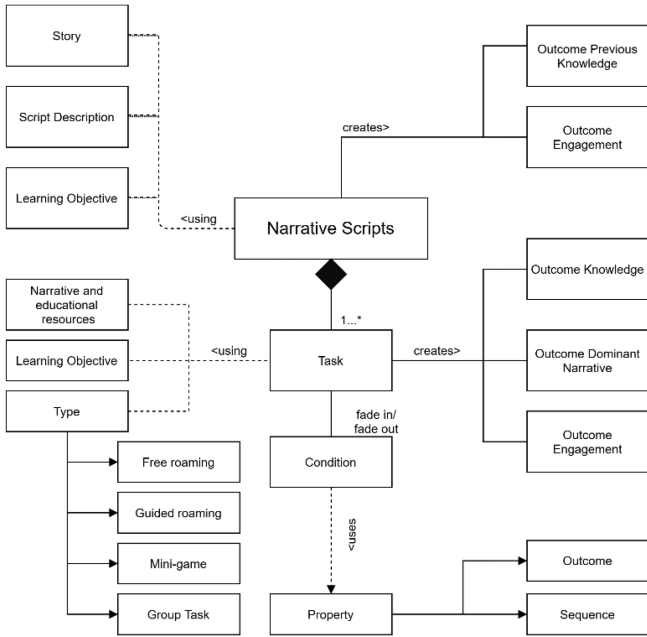 Story
Outcome Previous
Knowledge
Script Description
creates>
Outcome
Engagement
Learning Objective
<using
Narrative Scripts
Narrative and
educational
resources
Outcome Knowledge
1...*
Learning Objective
<using
Task
creates>
Outcome Dominant
Narrative
Type
fade in/
fade out
Outcome
Engagement
Free roaming
Condition
Guided roaming
<uses
Mini-game
Outcome
Group Task
Property
Sequence